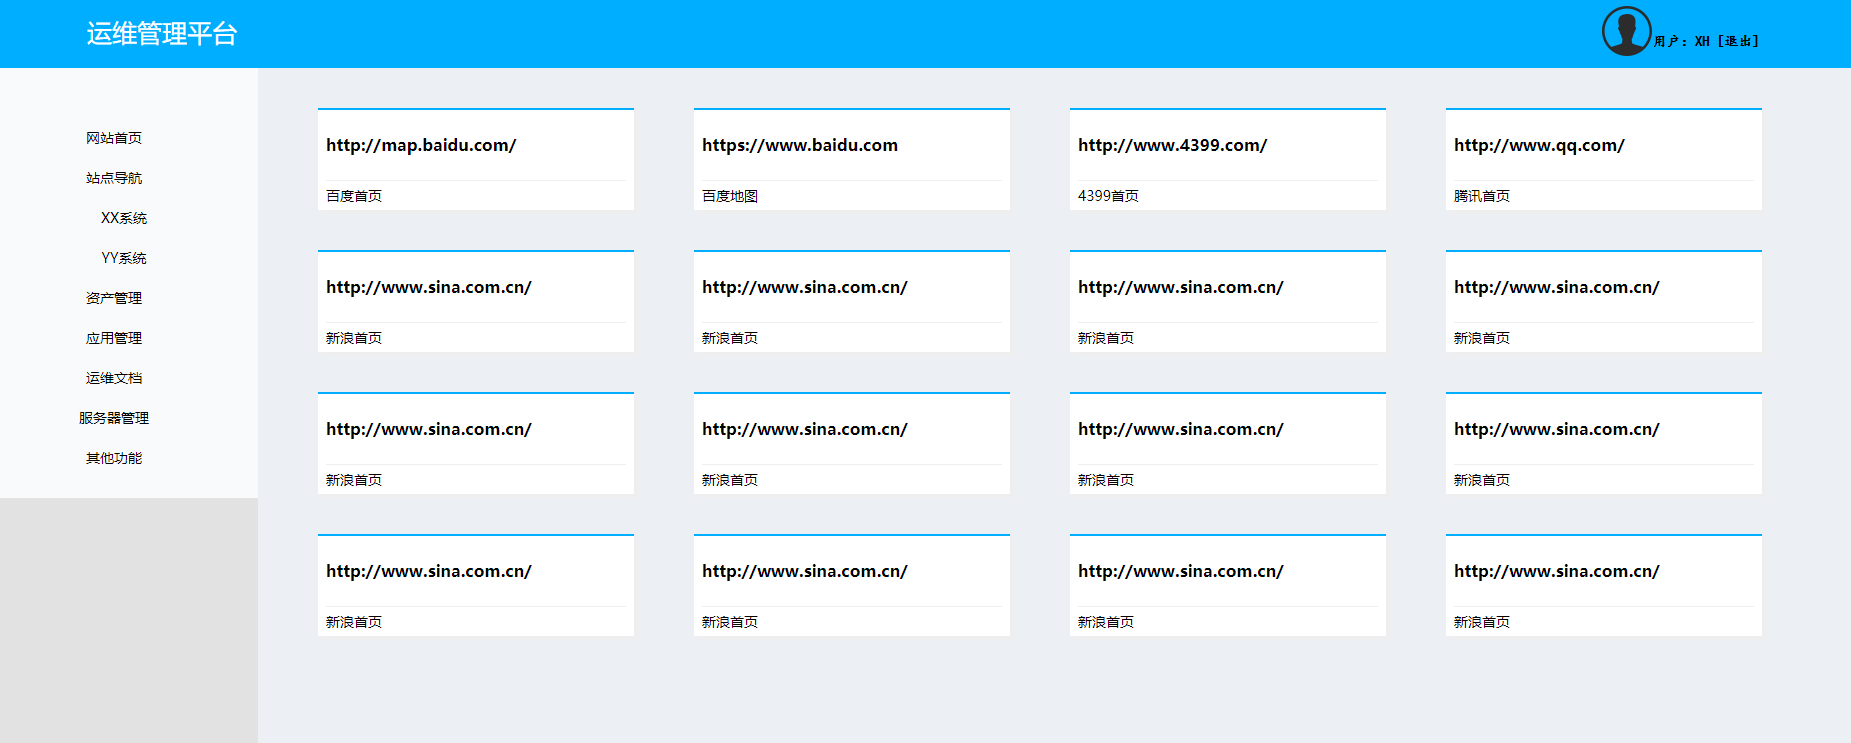 运维管理平台
用户：XH [退出]
网站首页
站点导航
XX系统
YY系统
资产管理
应用管理
运维文档
服务器管理
其他功能
http://map.baidu.com/
百度首页
https://www.baidu.com
百度地图
http://www.4399.com/
4399首页
http://www.qq.com/
腾讯首页
http://www.sina.com.cn/
新浪首页
http://www.sina.com.cn/
新浪首页
http://www.sina.com.cn/
新浪首页
http://www.sina.com.cn/
新浪首页
http://www.sina.com.cn/
新浪首页
http://www.sina.com.cn/
新浪首页
http://www.sina.com.cn/
新浪首页
http://www.sina.com.cn/
新浪首页
http://www.sina.com.cn/
新浪首页
http://www.sina.com.cn/
新浪首页
http://www.sina.com.cn/
新浪首页
http://www.sina.com.cn/
新浪首页